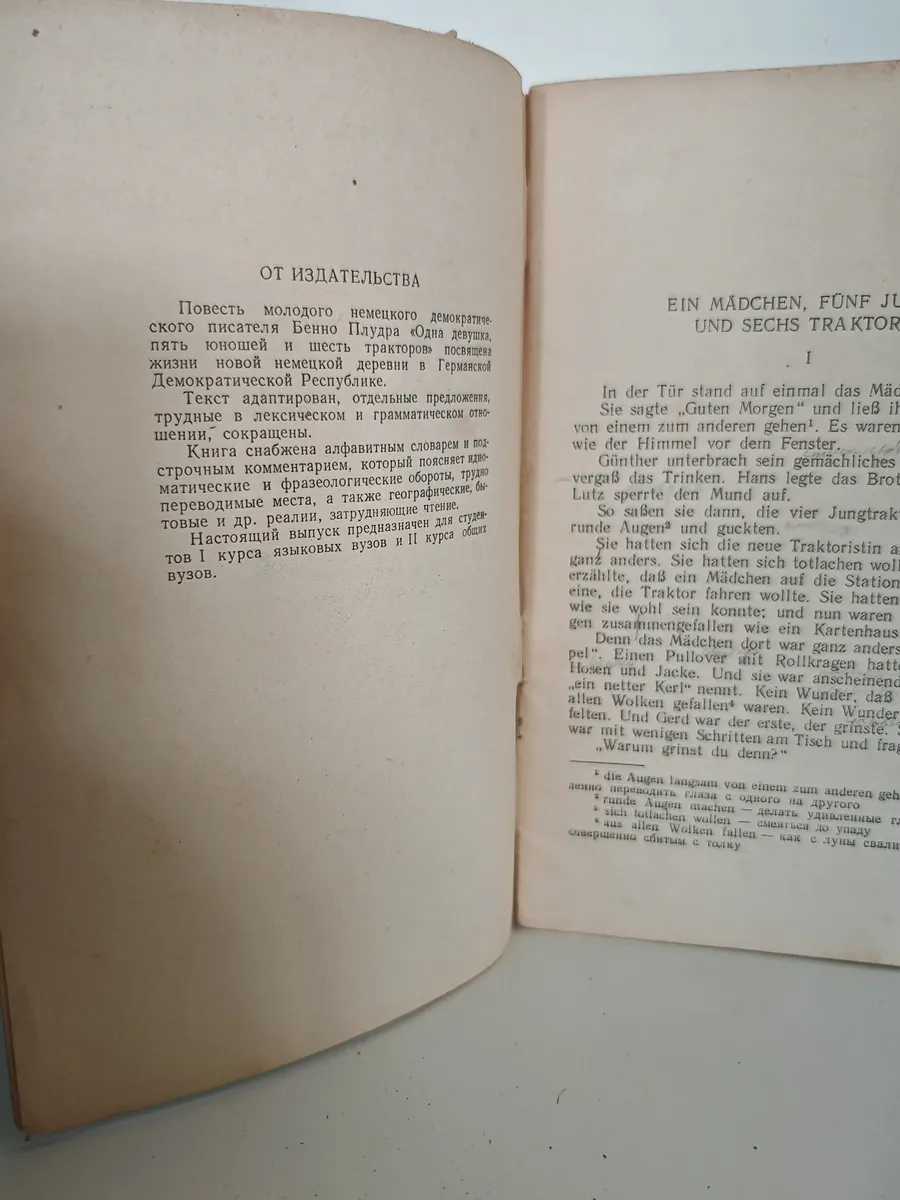 ОТ ИЗДАТЕЛЬСТВА
Повесть молодого немецкого демократиче-
ского писателя Бенно Плудра «Одна девушка,
пять юношей и шесть тракторов» посвящена
жизни новой немецкой деревни в Германской
Демократической Республике.
Текст адаптирован, отдельные предложения,
трудные в лексическом и грамматическом отно-
шении, сокращены.
Книга снабжена алфавитным словарем и под-
строчным комментарием, который поясняет идио-
матические и фразеологические обороты, трудно
переводимые места, а также географические, бы-
товые и др. реалии, затрудняющие чтение.
Настоящий выпуск предназначен для студен-
тов I курса языковых вузов и II курса общих
вузов.
EIN MÄDCHEN, FÜNF JU
UND SECHS TRAKTOR
I
In der Tür stand auf einmal das Mäd
Sie sagte „Guten Morgen“ und ließ ih
von einem zum anderen gehen¹. Es waren
wie der Himmel vor dem Fenster.
Günther unterbrach sein gemächliches
vergaß das Trinken. Hans legte das Brot
Lutz sperrte den Mund auf.
So saßen sie dann, die vier Jungtrak
runde Augen² und guckten.
Sie hatten sich die neue Traktoristin a
ganz anders. Sie hatten sich totlachen woll
erzählte, daß ein Mädchen auf die Station
eine, die Traktor fahren wollte. Sie hatten
wie sie wohl sein konnte; und nun waren
gen zusammengefallen wie ein Kartenhaus
Denn das Mädchen dort war ganz anders
pel“. Einen Pullover mit Rollkragen hatt
Hosen und Jacke. Und sie war anscheinend
„ein netter Kerl“ nennt. Kein Wunder, daß
allen Wolken gefallen⁴ waren. Kein Wunder
felten. Und Gerd war der erste, der grinste. S
war mit wenigen Schritten am Tisch und frag
„Warum grinst du denn?“
¹ die Augen langsam von einem zum anderen geh
ленно переводить глаза с одного на другого
² runde Augen machen — делать удивленные гл
³ sich totlachen wollen — смеяться до упаду
⁴ aus allen Wolken fallen — как с луны свали
совершенно сбитым с толку